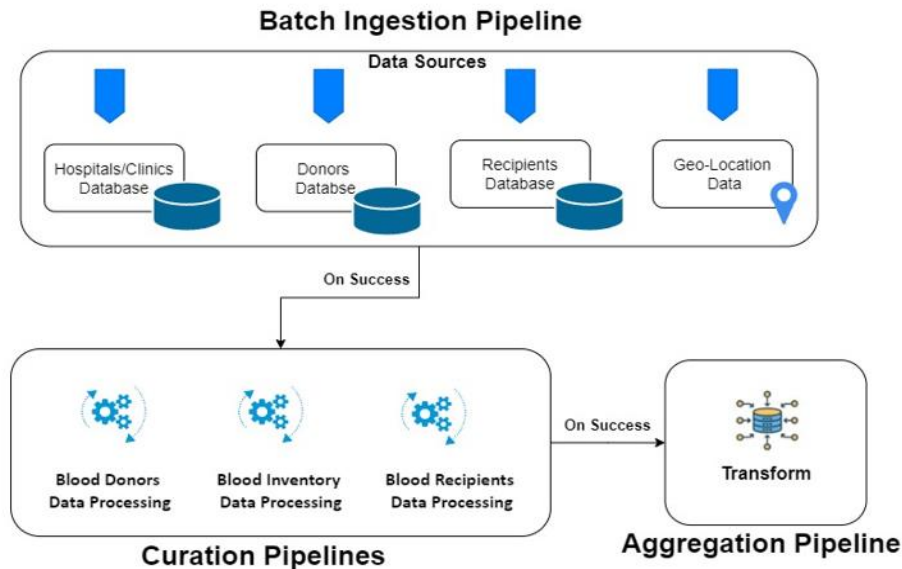 Batch Ingestion Pipeline
Data Sources
Hospitals/Clinics
Database
Donors
Databse
Recipients
Database
Geo-Location
Data
On Success
Blood Donors
Data Processing
Blood Inventory
Data Processing
Blood Recipients
Data Processing
On Success
Transform
Curation Pipelines
Aggregation Pipeline